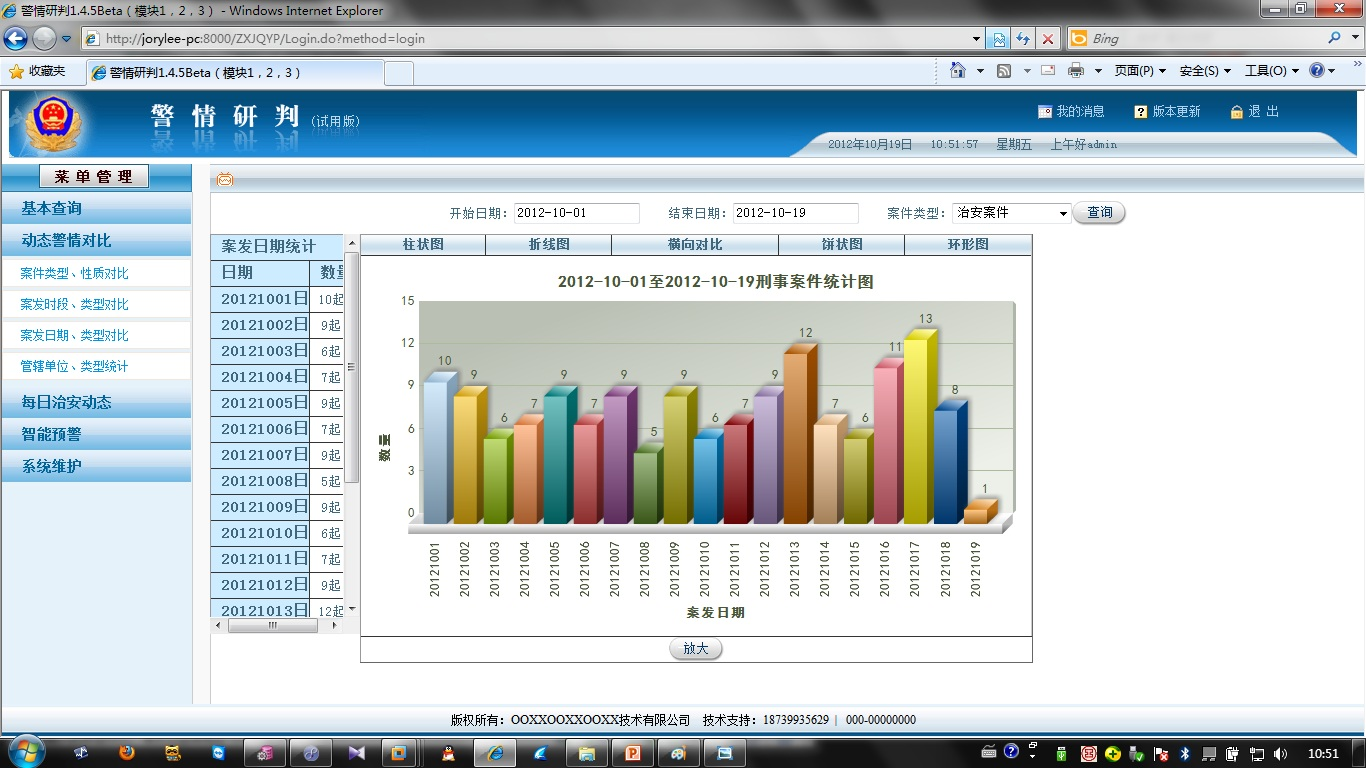 警情研判1.4.5Beta（模块1，2，3） - Windows Internet Explorer
http://jorylee-pc:8000/ZXJQYP/Login.do?method=login
Bing
收藏夹
警情研判1.4.5Beta（模块1，2，3）
页面(P)
安全(S)
工具(O)
警情研判(试用版)
我的消息
版本更新
退 出
2012年10月19日 10:51:57 星期五 上午好admin
菜单管理
基本查询
动态警情对比
案件类型、性质对比
案发时段、类型对比
案发日期、类型对比
管辖单位、类型统计
每日治安动态
智能预警
系统维护
开始日期：2012-10-01
结束日期：2012-10-19
案件类型：治安案件
查询
案发日期统计
日期 数量
20121001日 10起
20121002日 9起
20121003日 6起
20121004日 7起
20121005日 9起
20121006日 7起
20121007日 9起
20121008日 5起
20121009日 9起
20121010日 6起
20121011日 7起
20121012日 9起
20121013日 12起
柱状图 折线图 横向对比 饼状图 环形图
2012-10-01至2012-10-19刑事案件统计图
数量
15
12
9
6
3
0
10 9 6 7 9 7 9 5 9 6 7 9 12 7 6 11 13 8 1
20121001 20121002 20121003 20121004 20121005 20121006 20121007 20121008 20121009 20121010 20121011 20121012 20121013 20121014 20121015 20121016 20121017 20121018 20121019
案发日期
放大
版权所有：OOXXOOXXOOXX技术有限公司 技术支持：18739935629 | 000-00000000
10:51